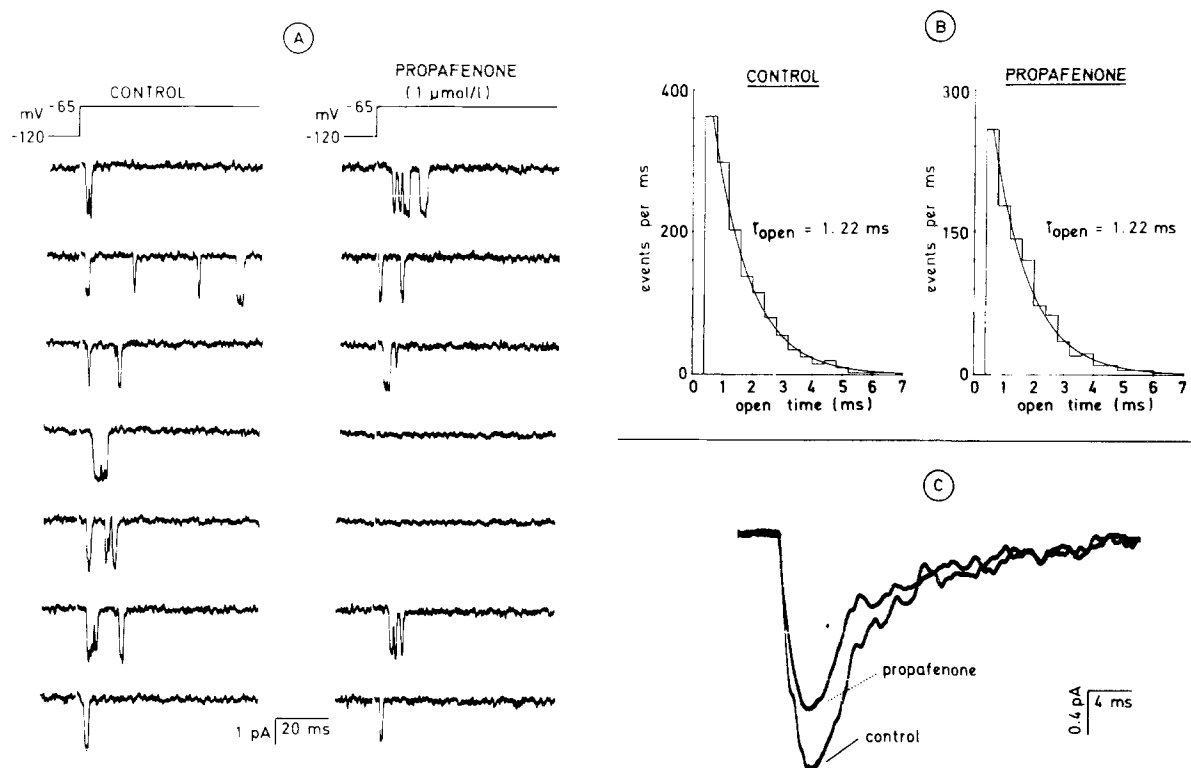 A
CONTROL
mV -65
-120
PROPAFENONE
(1 μmol/l)
mV -65
-120
1 pA 20 ms
B
CONTROL
400
200
0
events per ms
τopen = 1.22 ms
1 2 3 4 5 6 7
open time (ms)
PROPAFENONE
300
150
0
events per ms
τopen = 1.22 ms
0 1 2 3 4 5 6 7
open time (ms)
C
propafenone
control
0.4 pA 4 ms